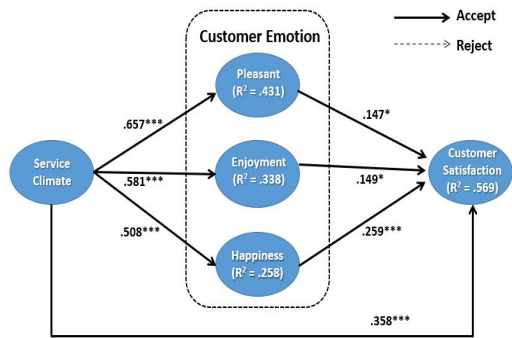 Accept
Reject
Customer Emotion
Pleasant
(R² = .431)
.657***
.147*
Service
Climate
.581***
Enjoyment
(R² = .338)
.149*
Customer
Satisfaction
(R² = .569)
.508***
.259***
Happiness
(R² = .258)
.358***